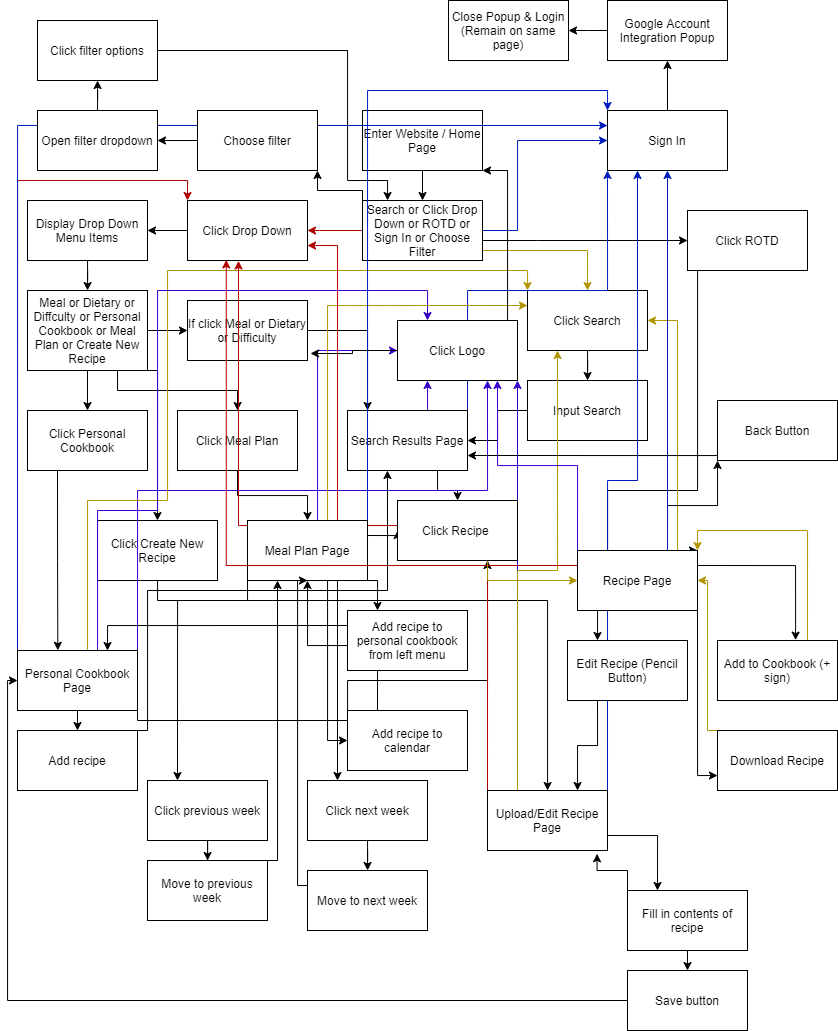 Close Popup & Login
(Remain on same
page)
Google Account
Integration Popup
Click filter options
Open filter dropdown
Choose filter
Enter Website / Home
Page
Sign In
Display Drop Down
Menu Items
Click Drop Down
Search or Click Drop
Down or ROTD or
Sign In or Choose
Filter
Click ROTD
Meal or Dietary or
Diffculty or Personal
Cookbook or Meal
Plan or Create New
Recipe
If click Meal or Dietary
or Difficulty
Click Logo
Click Search
Click Personal
Cookbook
Click Meal Plan
Search Results Page
Input Search
Back Button
Click Create New
Recipe
Meal Plan Page
Click Recipe
Recipe Page
Personal Cookbook
Page
Add recipe to
personal cookbook
from left menu
Edit Recipe (Pencil
Button)
Add to Cookbook (+
sign)
Add recipe
Add recipe to
calendar
Download Recipe
Click previous week
Click next week
Upload/Edit Recipe
Page
Move to previous
week
Move to next week
Fill in contents of
recipe
Save button